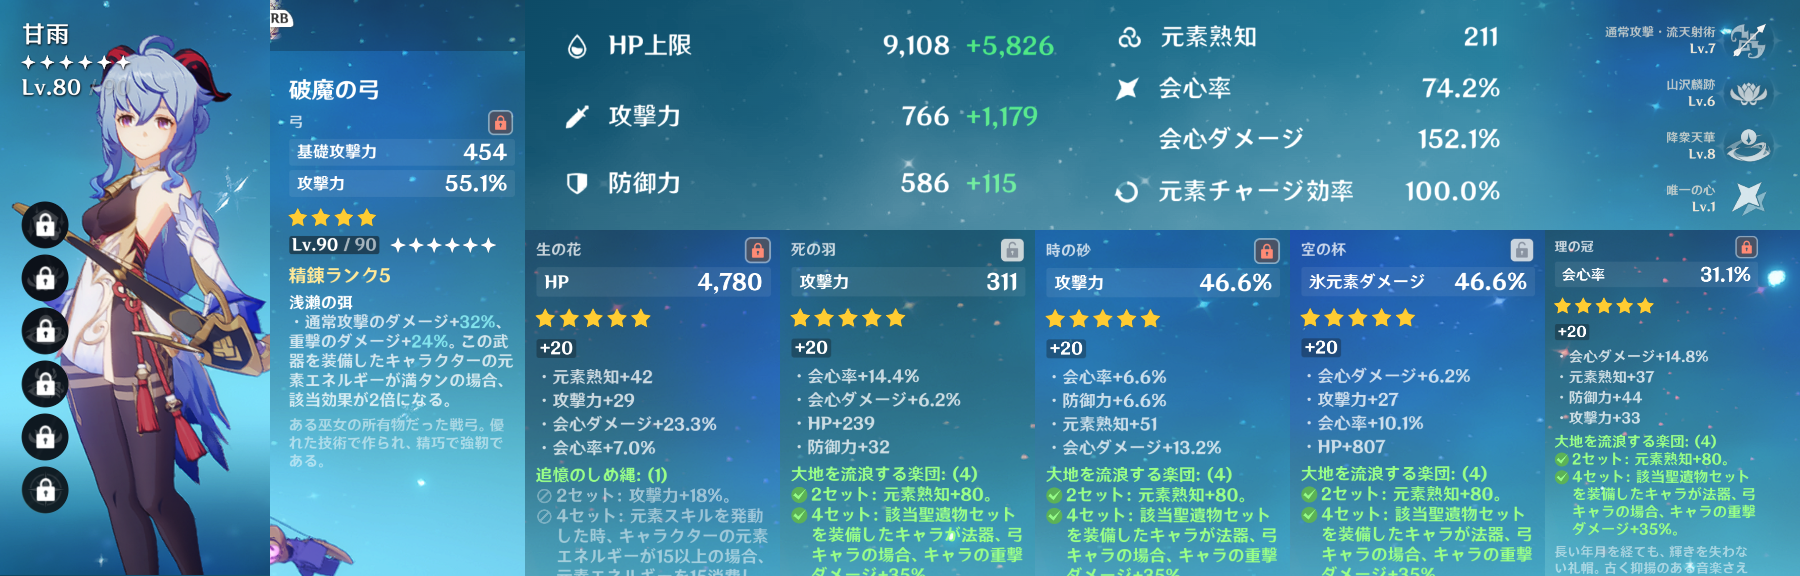 甘雨
Lv.80 / 90
RB
破魔の弓
弓
基礎攻撃力 454
攻撃力 55.1%
Lv.90 / 90
精錬ランク5
浅瀬の弭
・通常攻撃のダメージ+32%、
重撃のダメージ+24%。この武
器を装備したキャラクターの元
素エネルギーが満タンの場合、
該当効果が2倍になる。
ある巫女の所有物だった戦弓。優
れた技術で作られ、精巧で強靭で
ある。
HP上限 9,108 +5,826
攻撃力 766 +1,179
防御力 586 +115
元素熟知 211
会心率 74.2%
会心ダメージ 152.1%
元素チャージ効率 100.0%
通常攻撃・流天射術
Lv.7
山沢麟跡
Lv.6
降衆天華
Lv.8
唯一の心
Lv.1
生の花
HP 4,780
+20
・元素熟知+42
・攻撃力+29
・会心ダメージ+23.3%
・会心率+7.0%
追憶のしめ縄: (1)
2セット: 攻撃力+18%。
4セット: 元素スキルを発動
した時、キャラクターの元素
エネルギーが15以上の場合、
元素エネルギーを15消費し
死の羽
攻撃力 311
+20
・会心率+14.4%
・会心ダメージ+6.2%
・HP+239
・防御力+32
大地を流浪する楽団: (4)
2セット: 元素熟知+80。
4セット: 該当聖遺物セット
を装備したキャラが法器、弓
キャラの場合、キャラの重撃
ダメージ+35%。
時の砂
攻撃力 46.6%
+20
・会心率+6.6%
・防御力+6.6%
・元素熟知+51
・会心ダメージ+13.2%
大地を流浪する楽団: (4)
2セット: 元素熟知+80。
4セット: 該当聖遺物セット
を装備したキャラが法器、弓
キャラの場合、キャラの重撃
ダメージ+35%。
空の杯
氷元素ダメージ 46.6%
+20
・会心ダメージ+6.2%
・攻撃力+27
・会心率+10.1%
・HP+807
大地を流浪する楽団: (4)
2セット: 元素熟知+80。
4セット: 該当聖遺物セット
を装備したキャラが法器、弓
キャラの場合、キャラの重撃
ダメージ+35%。
理の冠
会心率 31.1%
+20
・会心ダメージ+14.8%
・元素熟知+37
・防御力+44
・攻撃力+33
大地を流浪する楽団: (4)
2セット: 元素熟知+80。
4セット: 該当聖遺物セット
を装備したキャラが法器、弓
キャラの場合、キャラの重撃
ダメージ+35%。
長い年月を経ても、輝きを失わな
い礼帽。古く抑揚のある音楽さえ